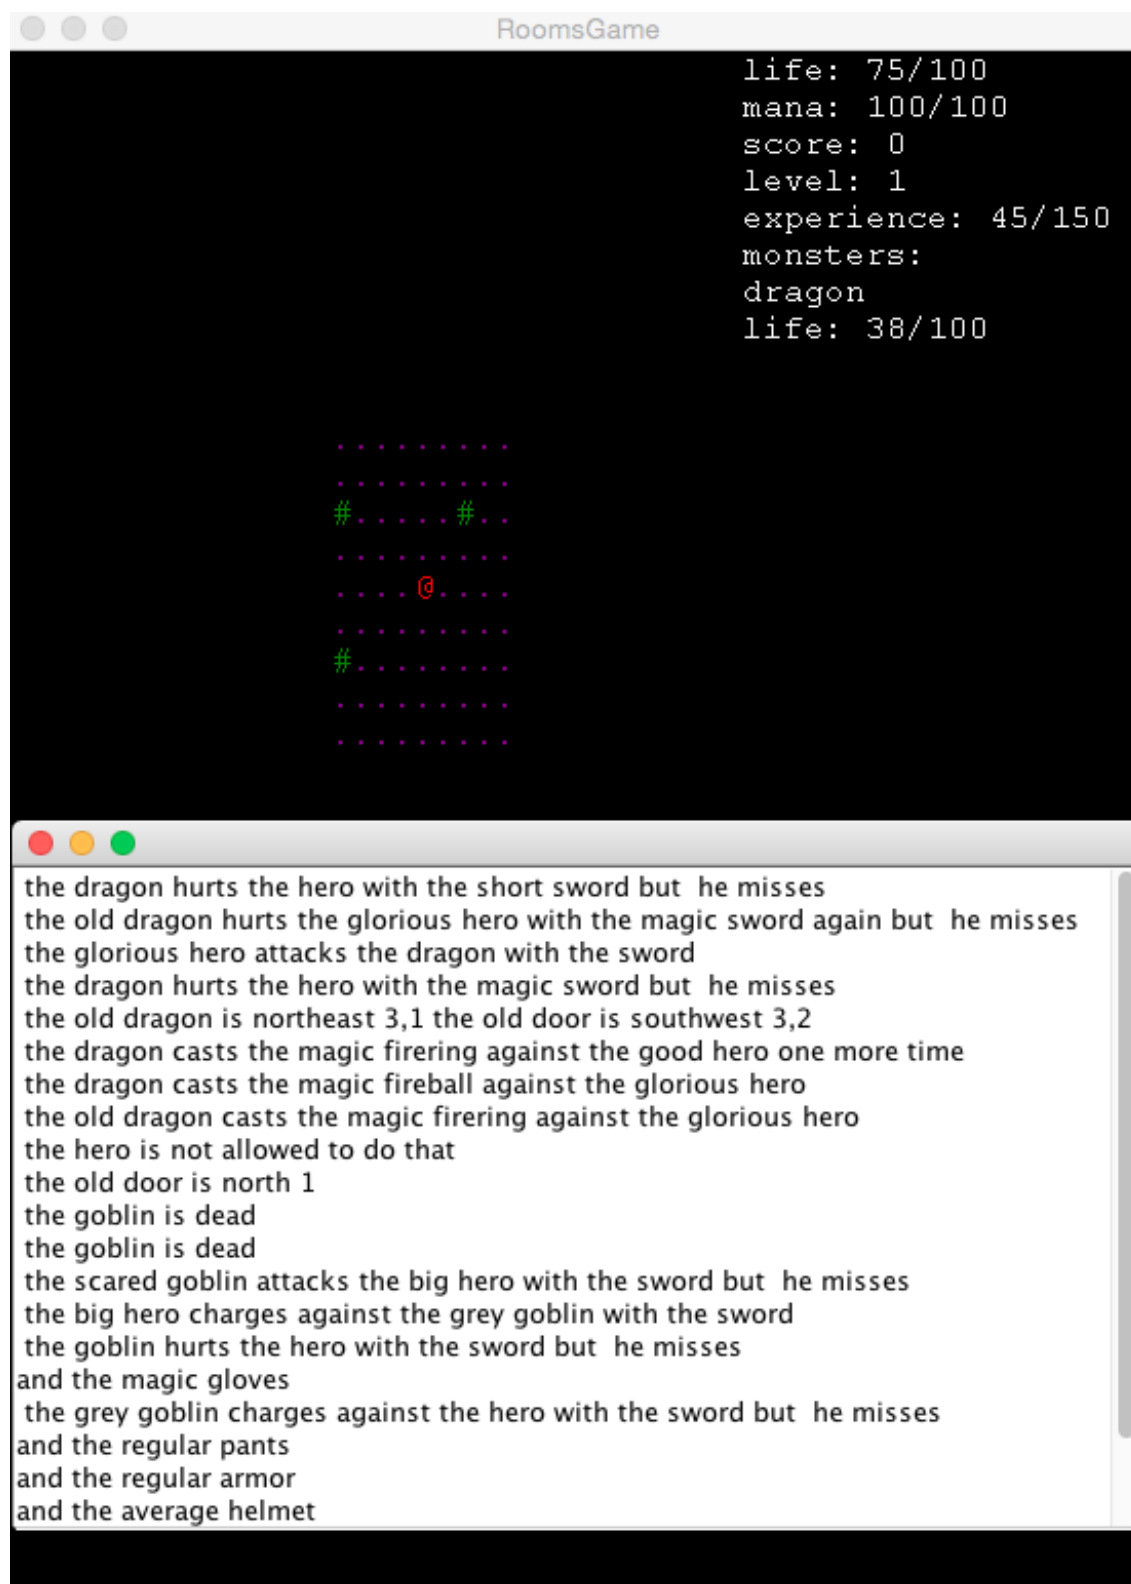 RoomsGame
life: 75/100
mana: 100/100
score: 0
level: 1
experience: 45/150
monsters:
dragon
life: 38/100
.........
.........
#.....#..
.........
....@....
.........
#........
.........
.........
the dragon hurts the hero with the short sword but  he misses
the old dragon hurts the glorious hero with the magic sword again but  he misses
the glorious hero attacks the dragon with the sword
the dragon hurts the hero with the magic sword but  he misses
the old dragon is northeast 3,1 the old door is southwest 3,2
the dragon casts the magic firering against the good hero one more time
the dragon casts the magic fireball against the glorious hero
the old dragon casts the magic firering against the glorious hero
the hero is not allowed to do that
the old door is north 1
the goblin is dead
the goblin is dead
the scared goblin attacks the big hero with the sword but  he misses
the big hero charges against the grey goblin with the sword
the goblin hurts the hero with the sword but  he misses
and the magic gloves
the grey goblin charges against the hero with the sword but  he misses
and the regular pants
and the regular armor
and the average helmet